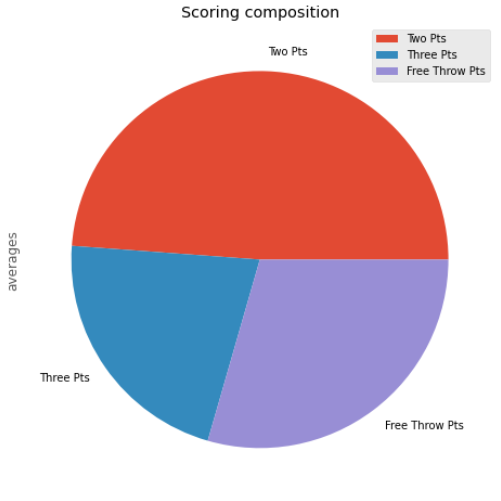 Scoring composition
Two Pts
Two Pts
Three Pts
Free Throw Pts
averages
Three Pts
Free Throw Pts